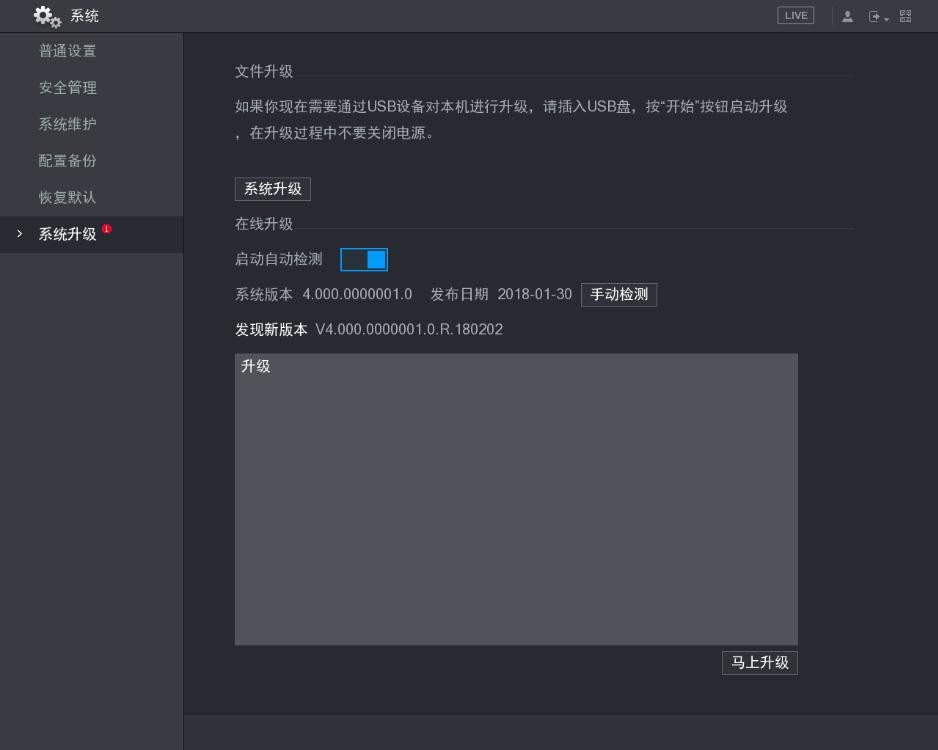 系统
LIVE
普通设置
安全管理
系统维护
配置备份
恢复默认
系统升级
文件升级
如果你现在需要通过USB设备对本机进行升级，请插入USB盘，按“开始”按钮启动升级
，在升级过程中不要关闭电源。
系统升级
在线升级
启动自动检测
系统版本 4.000.0000001.0 发布日期 2018-01-30 手动检测
发现新版本 V4.000.0000001.0.R.180202
升级
马上升级